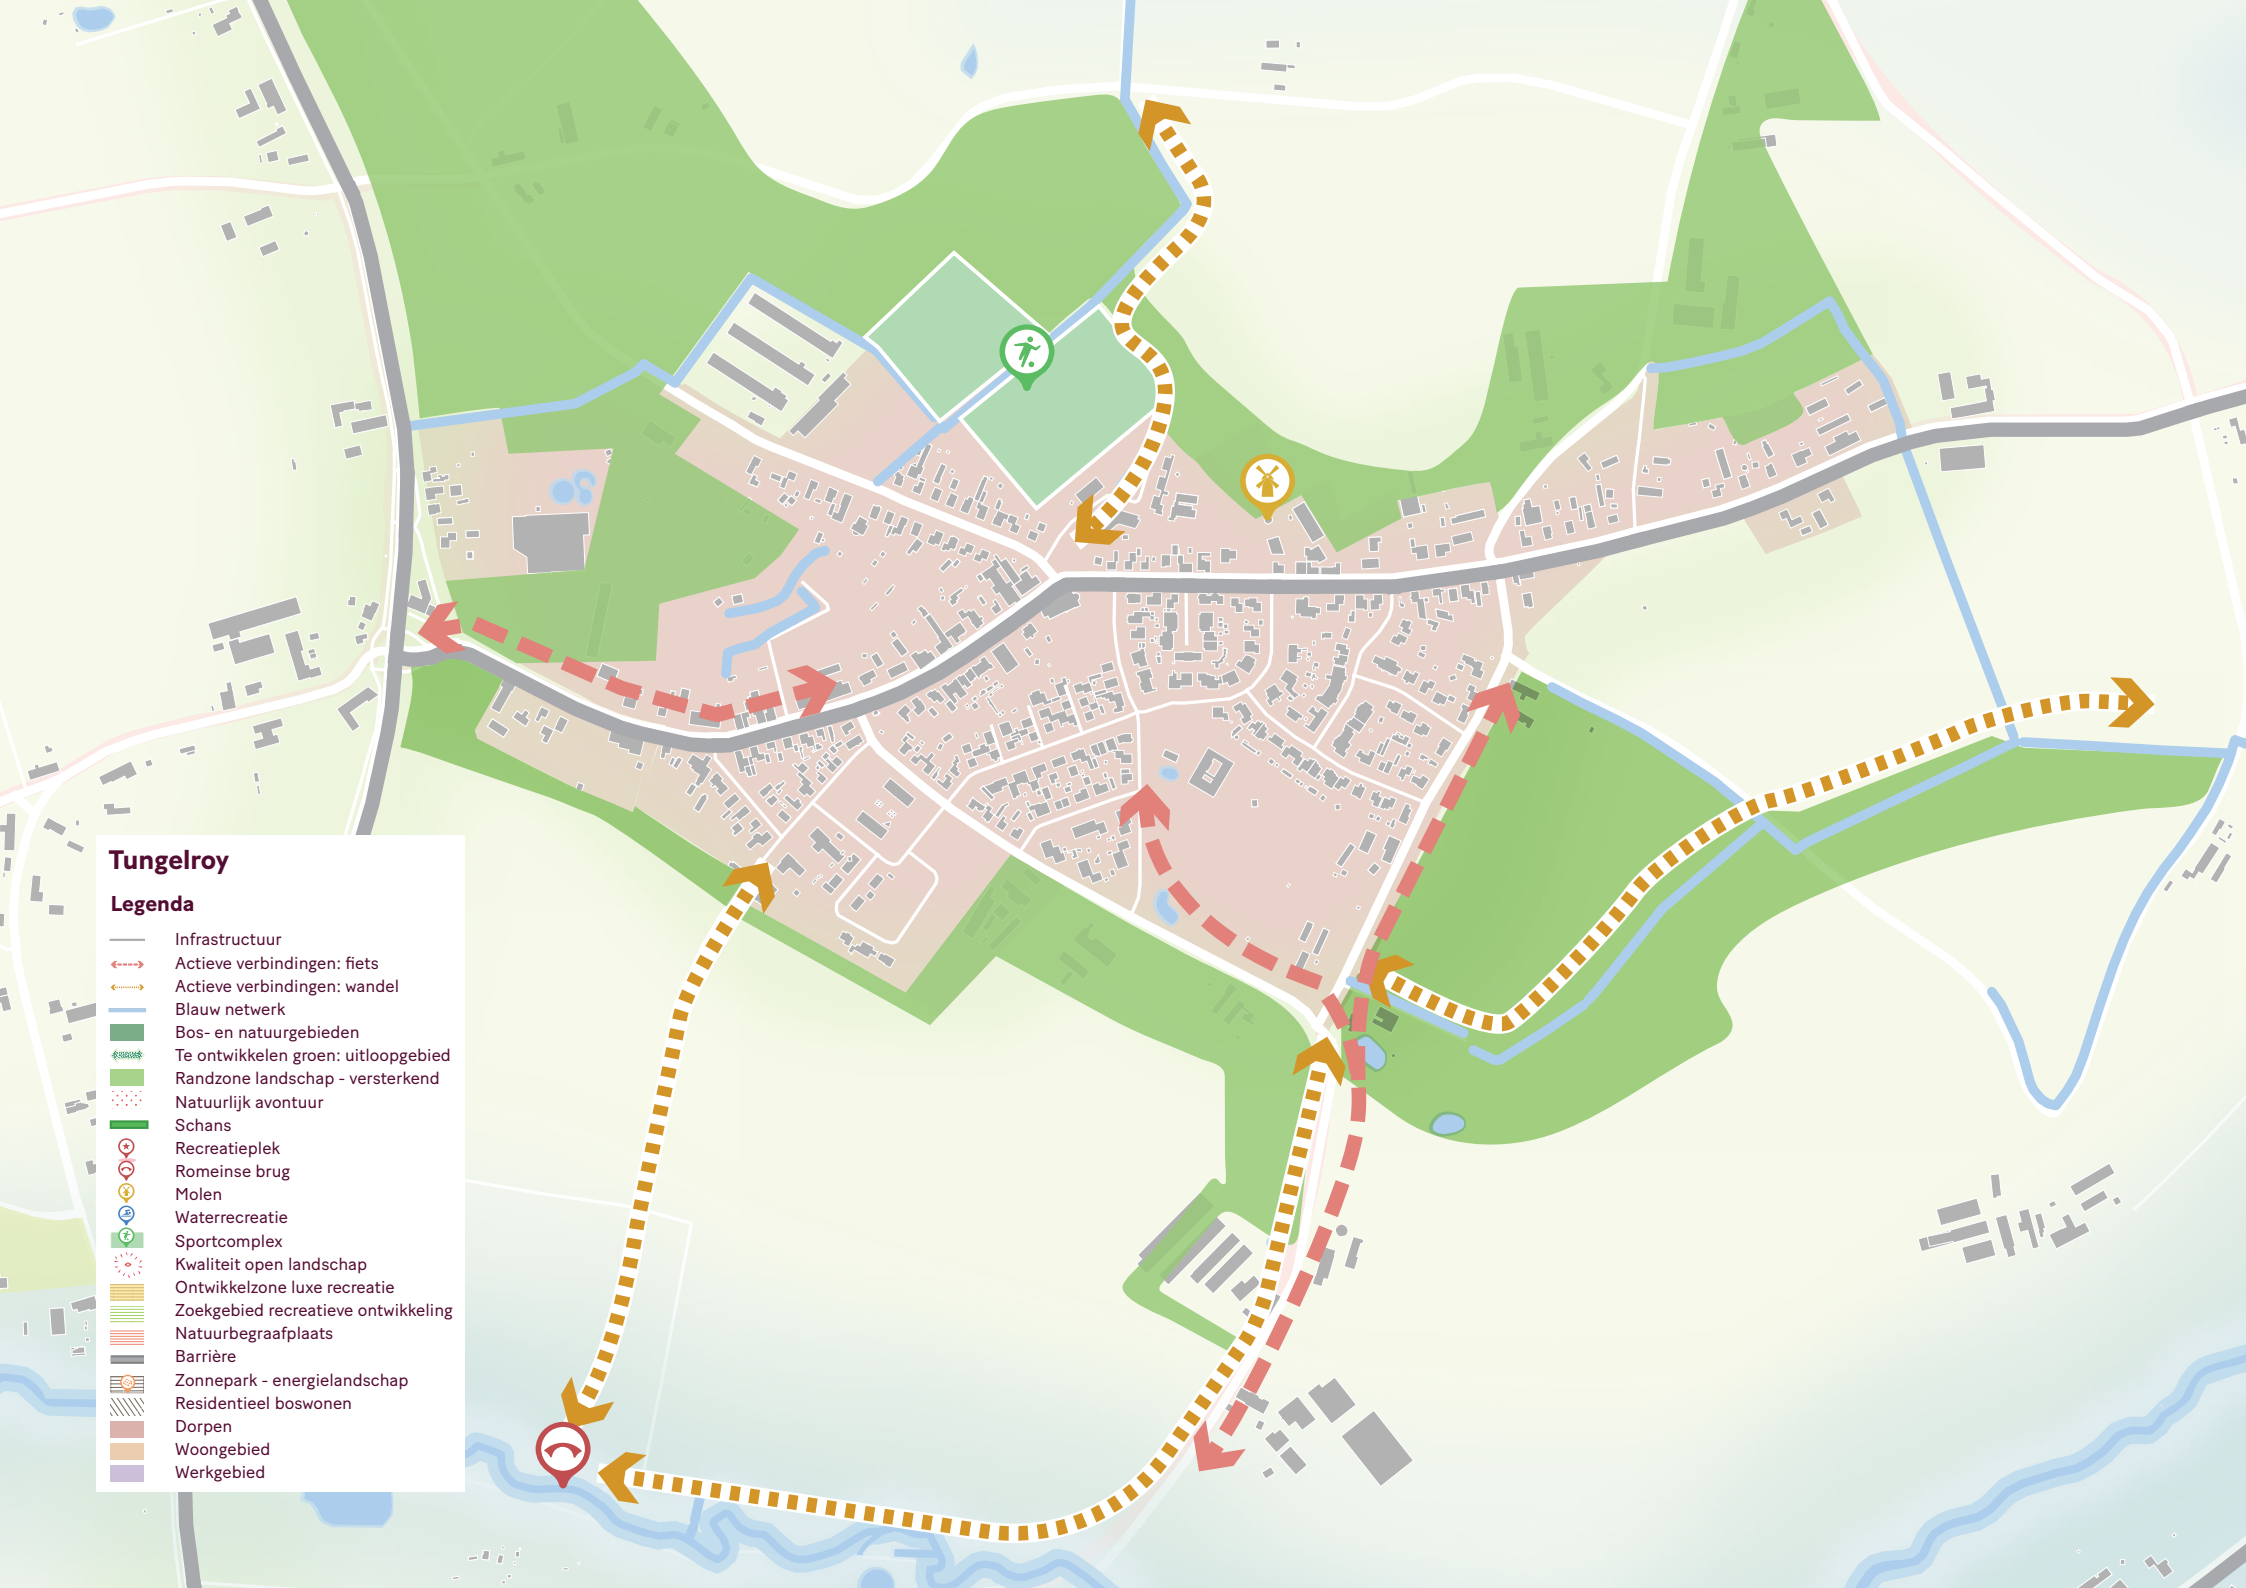 Tungelroy
Legenda
Infrastructuur
Actieve verbindingen: fiets
Actieve verbindingen: wandel
Blauw netwerk
Bos- en natuurgebieden
Te ontwikkelen groen: uitloopgebied
Randzone landschap - versterkend
Natuurlijk avontuur
Schans
Recreatieplek
Romeinse brug
Molen
Waterrecreatie
Sportcomplex
Kwaliteit open landschap
Ontwikkelzone luxe recreatie
Zoekgebied recreatieve ontwikkeling
Natuurbegraafplaats
Barrière
Zonnepark - energielandschap
Residentieel boswonen
Dorpen
Woongebied
Werkgebied